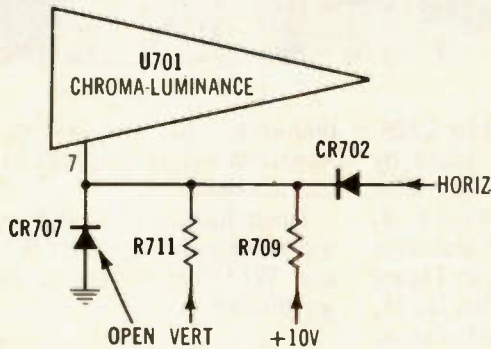 U701
CHROMA-LUMINANCE
7
CR702
HORIZ
CR707
R711
R709
OPEN VERT
+10V